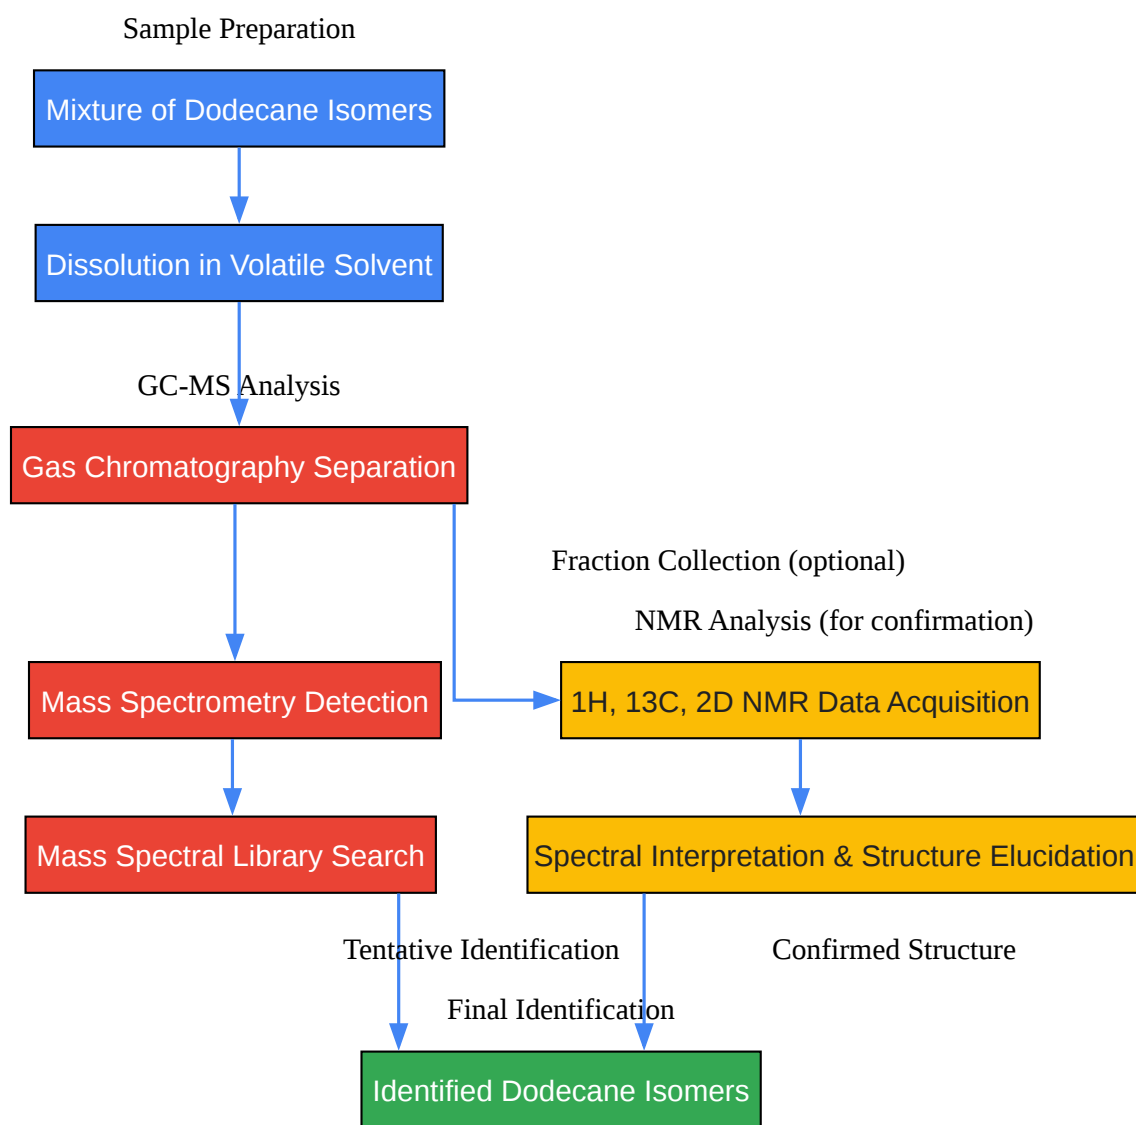 Sample Preparation
Mixture of Dodecane Isomers
Dissolution in Volatile Solvent
GC-MS Analysis
Gas Chromatography Separation
Fraction Collection (optional)
NMR Analysis (for confirmation)
Mass Spectrometry Detection
1H, 13C, 2D NMR Data Acquisition
Mass Spectral Library Search
Spectral Interpretation & Structure Elucidation
Tentative Identification
Confirmed Structure
Final Identification
Identified Dodecane Isomers